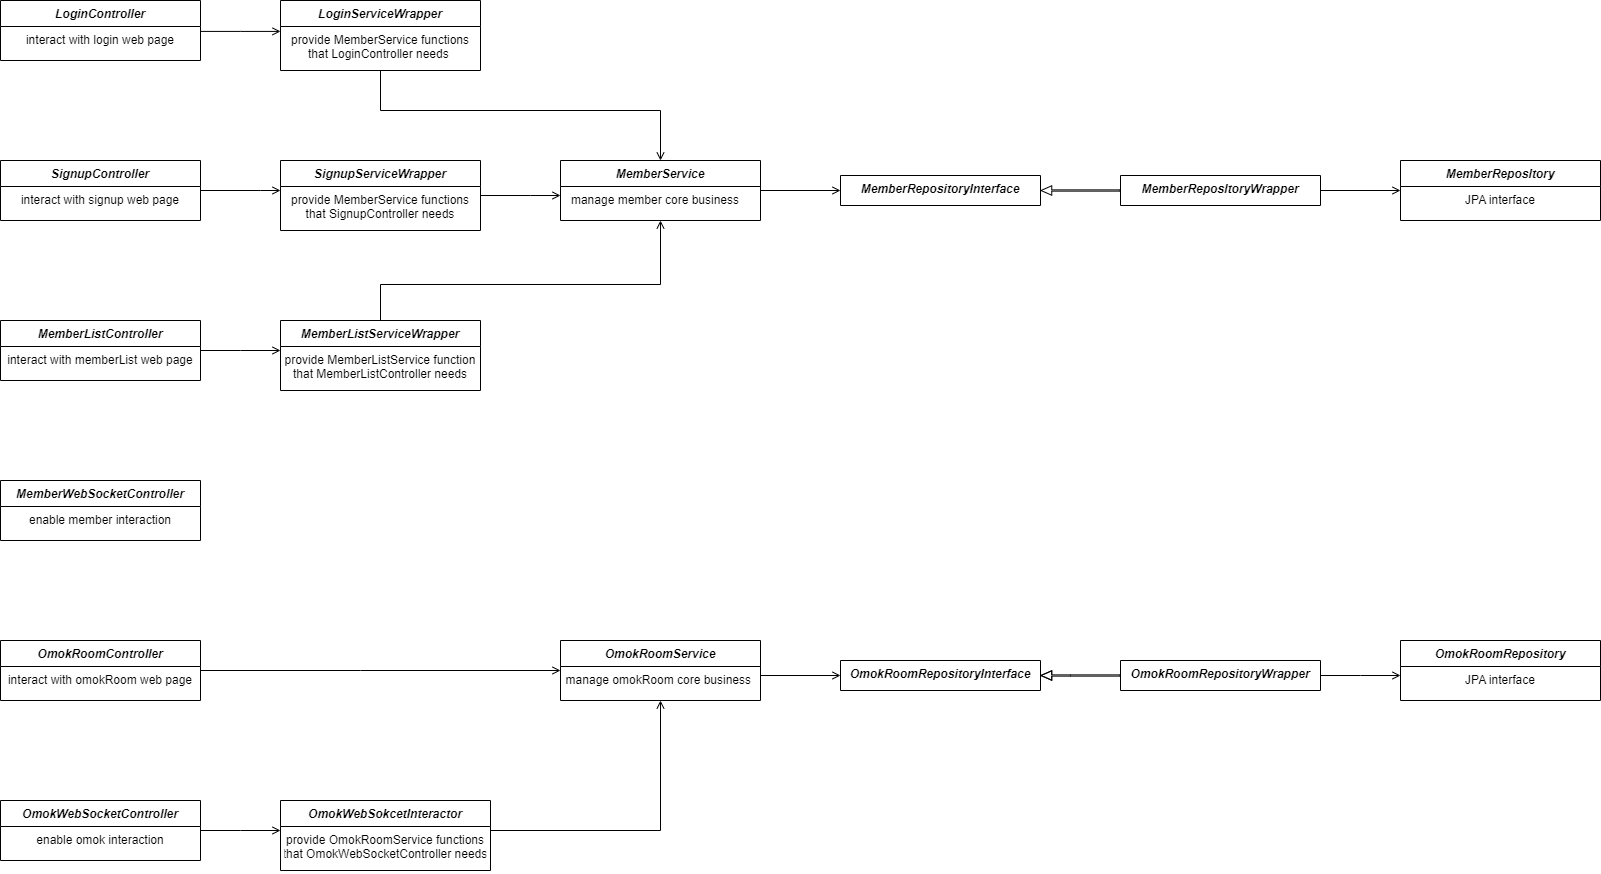 LoginController
interact with login web page
LoginServiceWrapper
provide MemberService functions
that LoginController needs
SignupController
interact with signup web page
SignupServiceWrapper
provide MemberService functions
that SignupController needs
MemberService
manage member core business
MemberRepositoryInterface
MemberReposItoryWrapper
MemberReposItory
JPA interface
MemberListController
interact with memberList web page
MemberListServiceWrapper
provide MemberListService function
that MemberListController needs
MemberWebSocketController
enable member interaction
OmokRoomController
interact with omokRoom web page
OmokRoomService
manage omokRoom core business
OmokRoomRepositoryInterface
OmokRoomRepositoryWrapper
OmokRoomRepository
JPA interface
OmokWebSocketController
enable omok interaction
OmokWebSokcetInteractor
provide OmokRoomService functions
that OmokWebSocketController needs